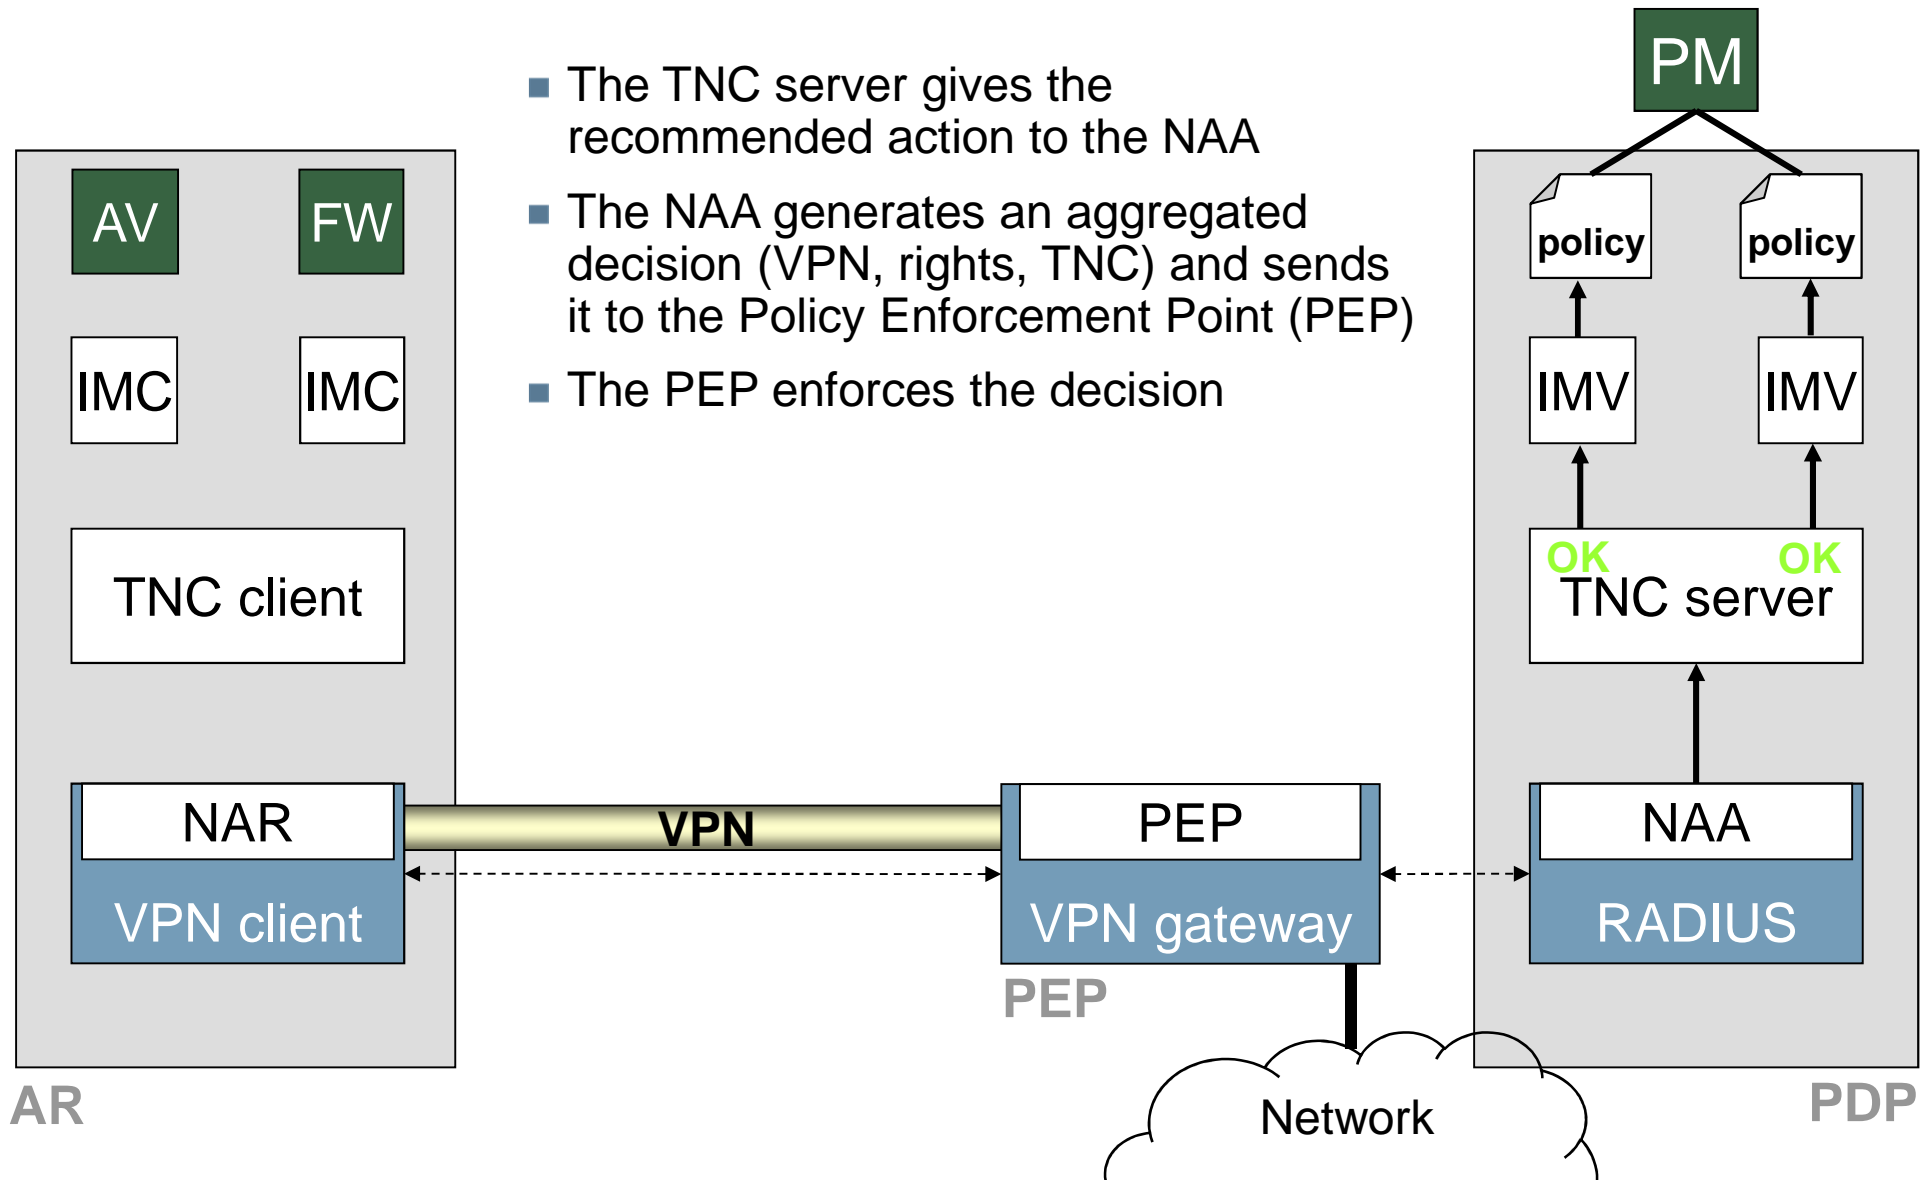 PM
The TNC server gives the
recommended action to the NAA
The NAA generates an aggregated
decision (VPN, rights, TNC) and sends
it to the Policy Enforcement Point (PEP)
The PEP enforces the decision
AV
FW
IMC
IMC
TNC client
NAR
VPN client
AR
VPN
PEP
VPN gateway
PEP
Network
policy
policy
IMV
IMV
OK
OK
TNC server
NAA
RADIUS
PDP